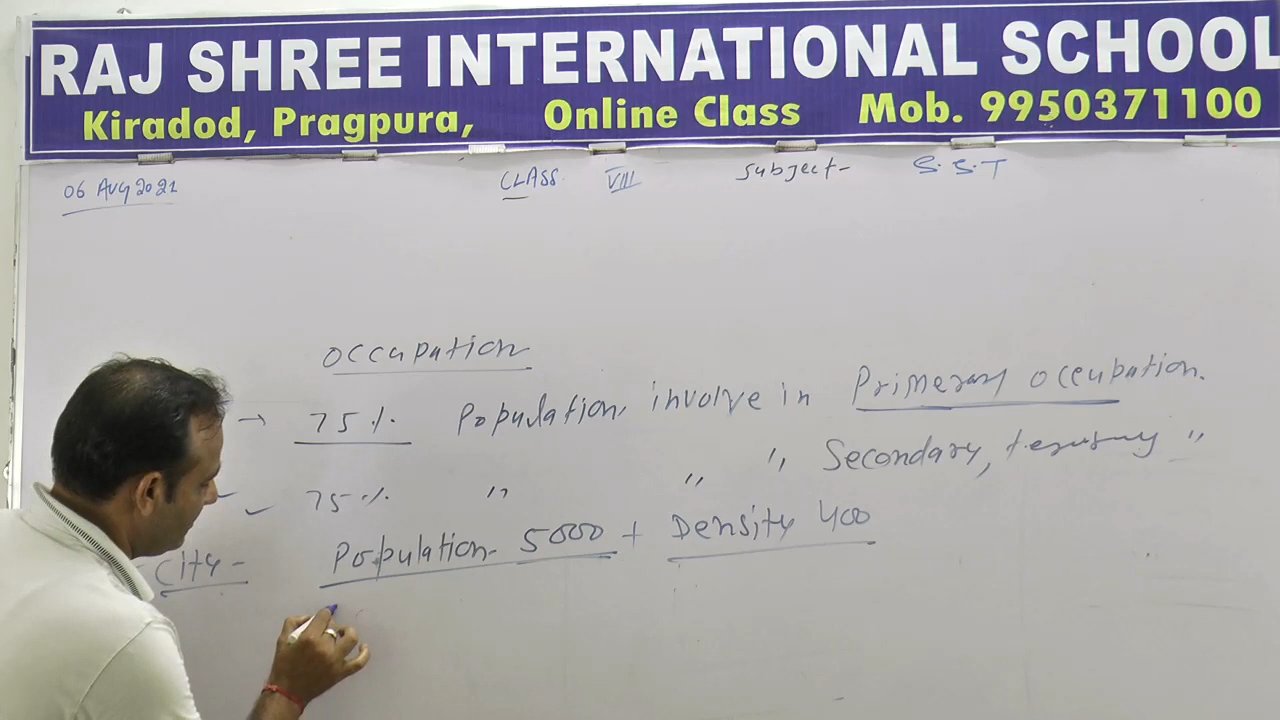 RAJ SHREE INTERNATIONAL SCHOOL
Kiradod, Pragpura, Online Class Mob. 9950371100
06 Aug 2021 CLASS VIII Subject- S.S.T
Occupation
→ 75% Population involve in Primerary occupation.
75% " " " Secondary, "
City- Population- 5000 + Density 400